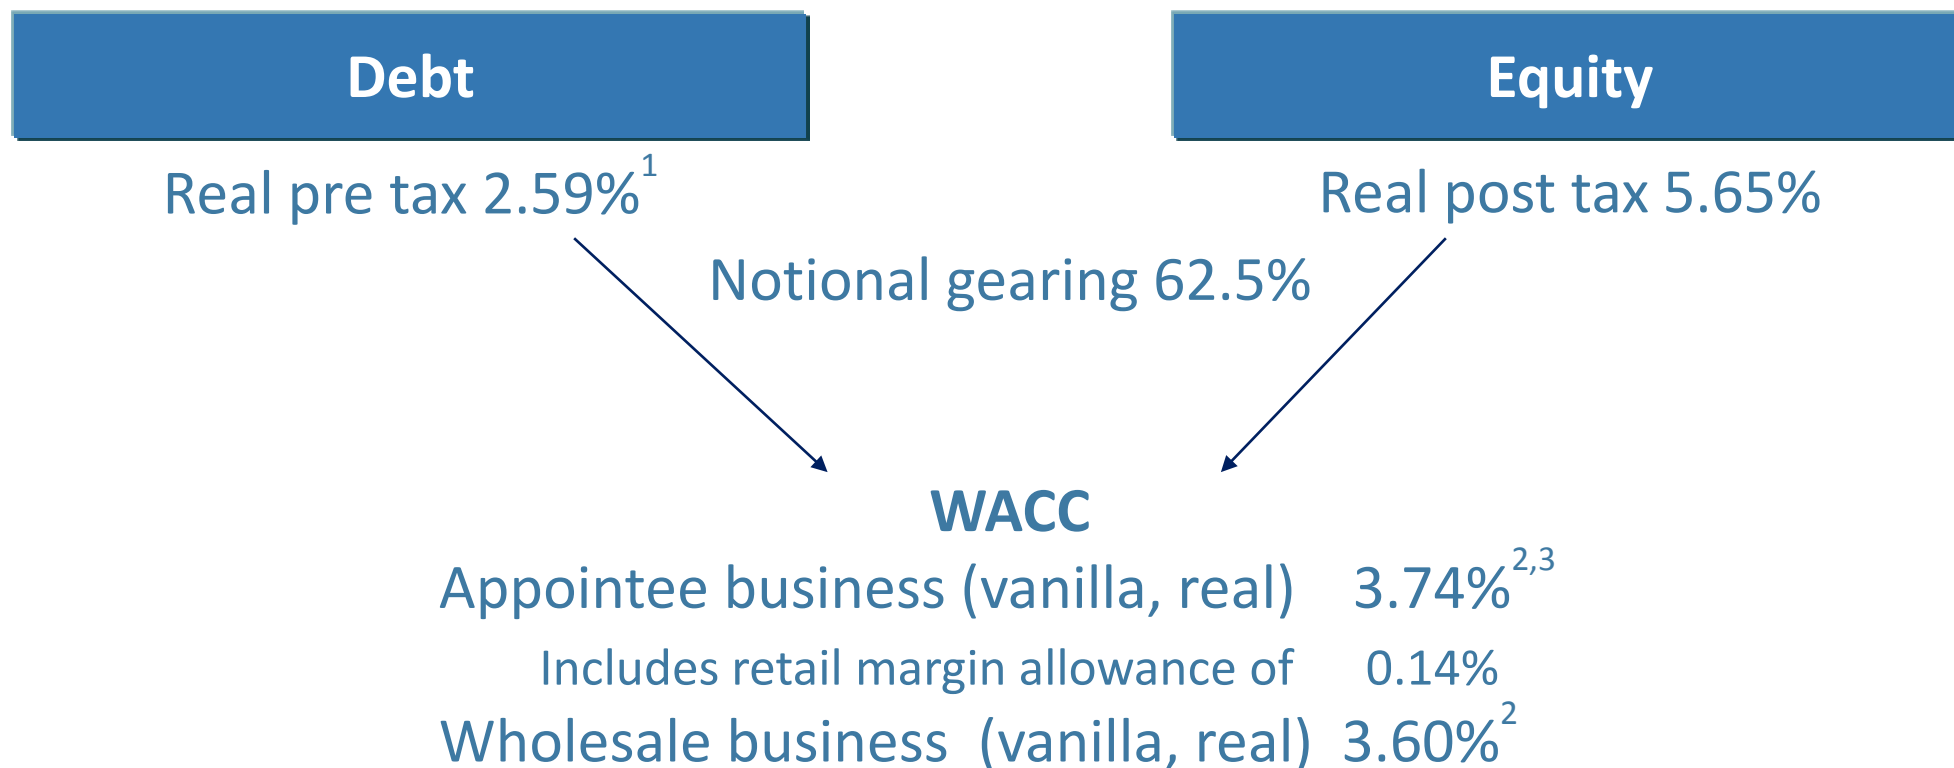 Debt
Equity
Real pre tax 2.59%¹
Real post tax 5.65%
Notional gearing 62.5%
WACC
Appointee business (vanilla, real) 3.74%²,³
Includes retail margin allowance of 0.14%
Wholesale business (vanilla, real) 3.60%²